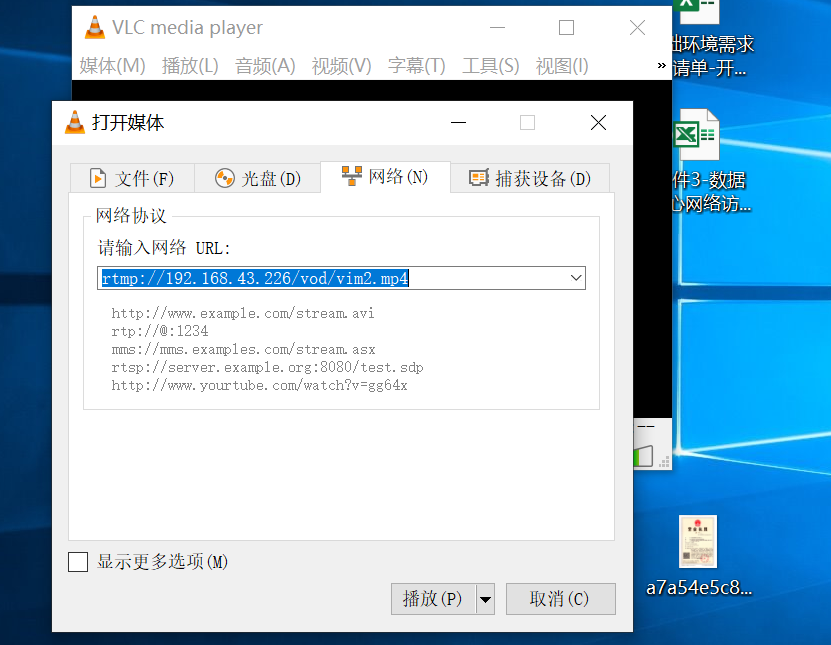 VLC media player
媒体(M) 播放(L) 音频(A) 视频(V) 字幕(T) 工具(S) 视图(I) »
打开媒体
文件(F) 光盘(D) 网络(N) 捕获设备(D)
网络协议
请输入网络 URL:
rtmp://192.168.43.226/vod/vim2.mp4
http://www.example.com/stream.avi
rtp://@:1234
mms://mms.examples.com/stream.asx
rtsp://server.example.org:8080/test.sdp
http://www.yourtube.com/watch?v=gg64x
显示更多选项(M)
播放(P) 取消(C)
--
础环境需求
请单-开...
件3-数据
心网络访...
a7a54e5c8...